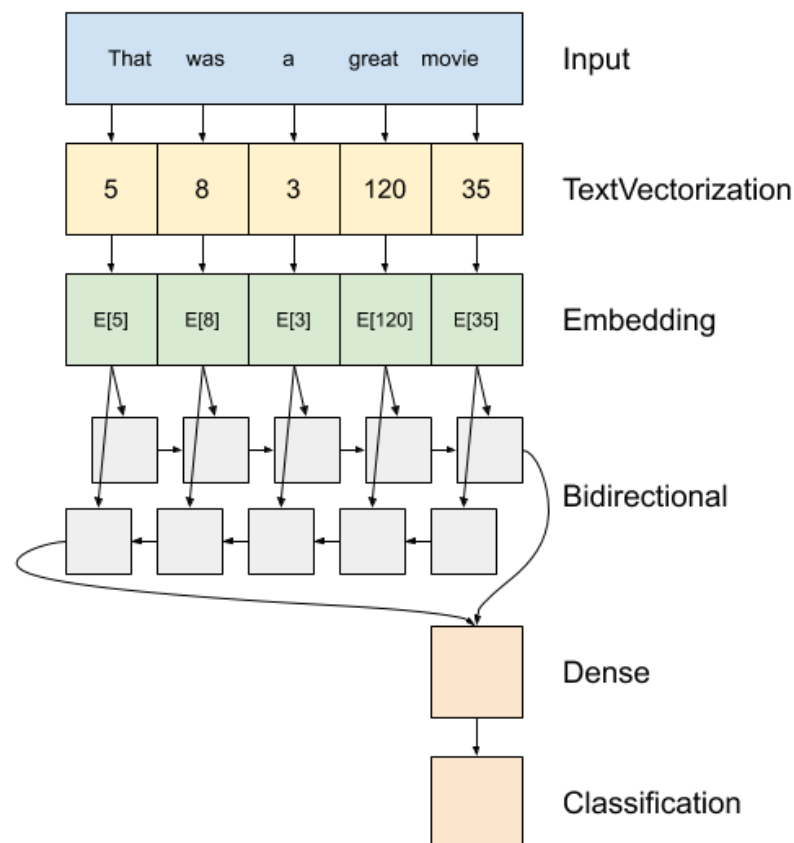 That was a great movie Input
5 8 3 120 35 TextVectorization
E[5] E[8] E[3] E[120] E[35] Embedding
Bidirectional
Dense
Classification